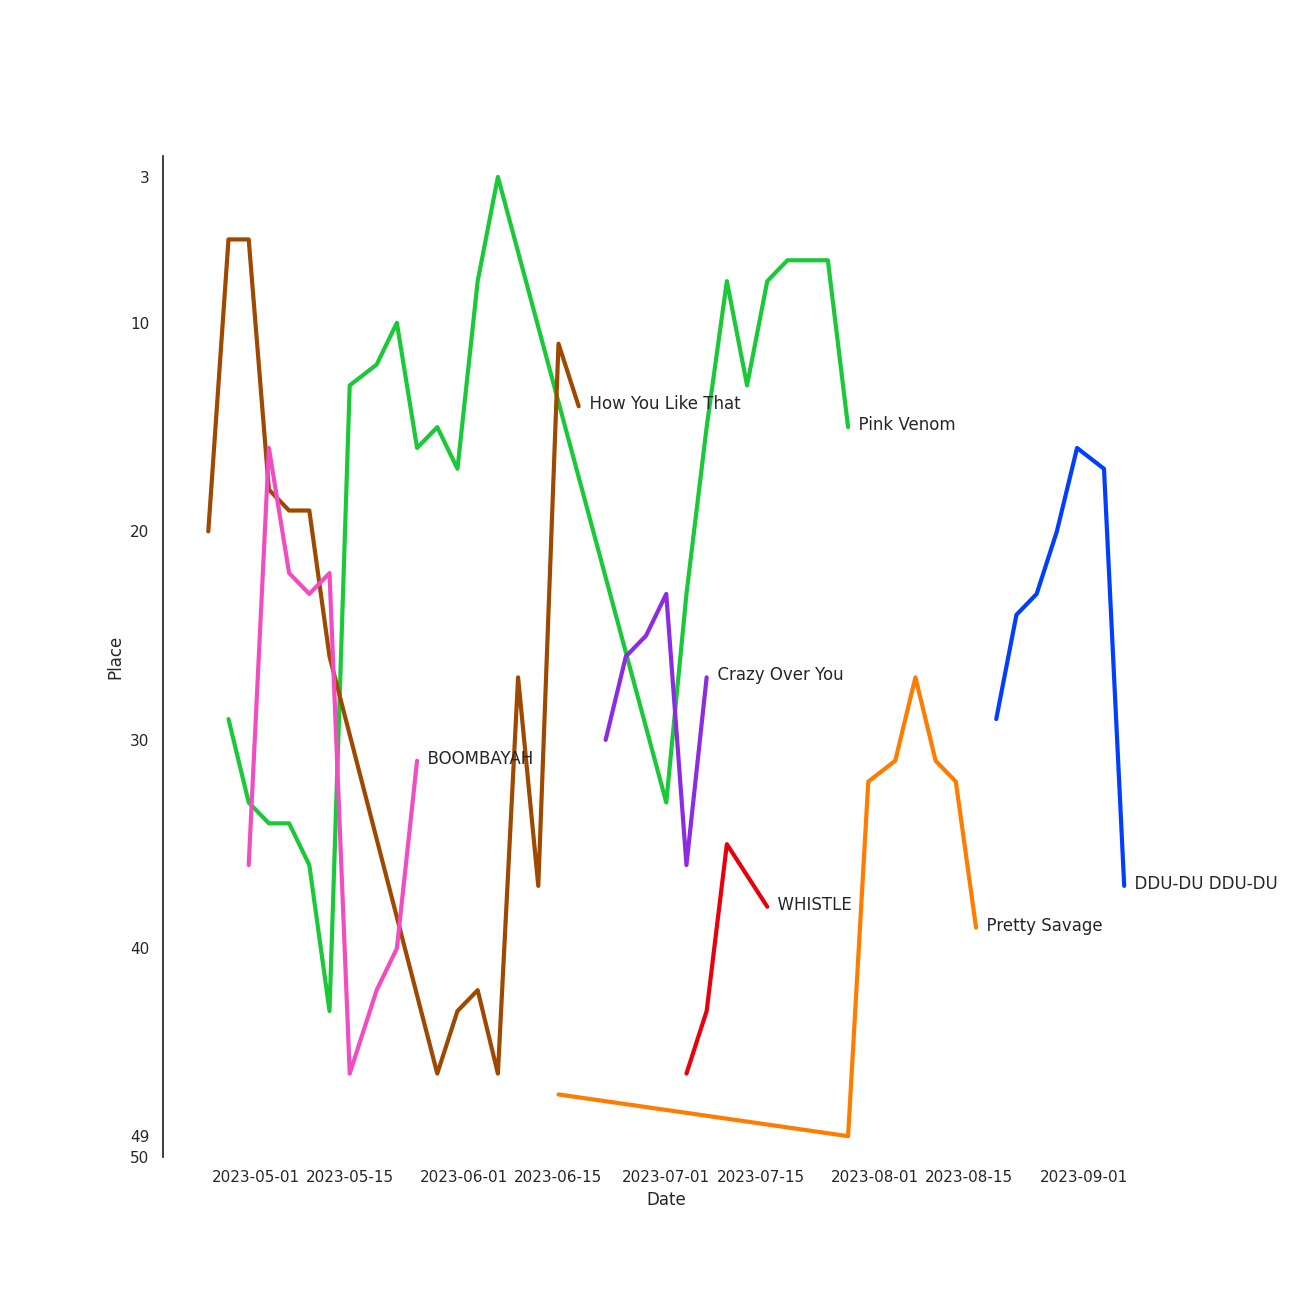 3
10
How You Like That
Pink Venom
20
Place
Crazy Over You
30
BOOMBAYAH
DDU-DU DDU-DU
WHISTLE
Pretty Savage
40
49
50
2023-05-01 2023-05-15 2023-06-01 2023-06-15 2023-07-01 2023-07-15 2023-08-01 2023-08-15 2023-09-01
Date